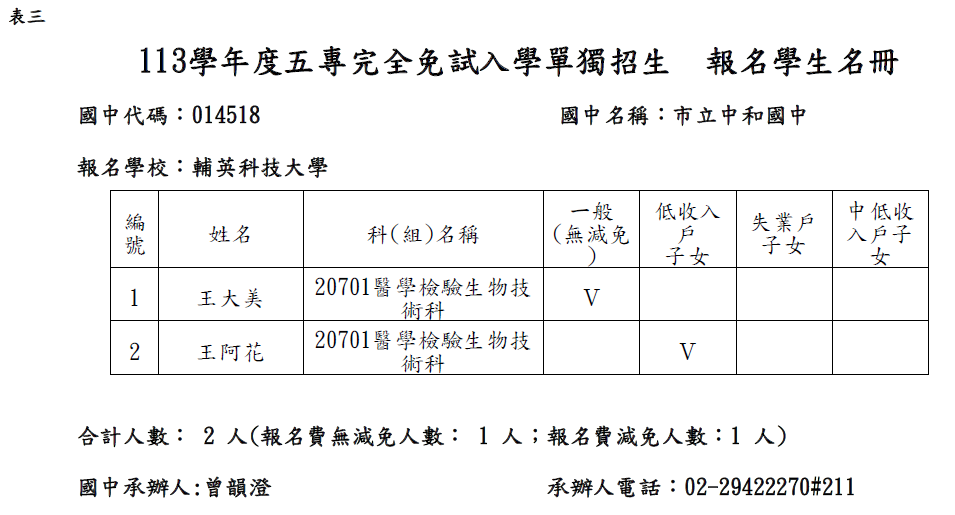 表三
113學年度五專完全免試入學單獨招生　報名學生名冊
國中代碼：014518　國中名稱：市立中和國中
報名學校：輔英科技大學
編號　姓名　科(組)名稱　一般(無減免)　低收入戶子女　失業戶子女　中低收入戶子女
1　王大美　20701醫學檢驗生物技術科　V
2　王阿花　20701醫學檢驗生物技術科　V
合計人數： 2 人(報名費無減免人數： 1 人；報名費減免人數：1 人)
國中承辦人:曾韻澄　承辦人電話：02-29422270#211